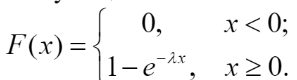 F(x) = { 0, x < 0;
1 − e^{−λx}, x ≥ 0.